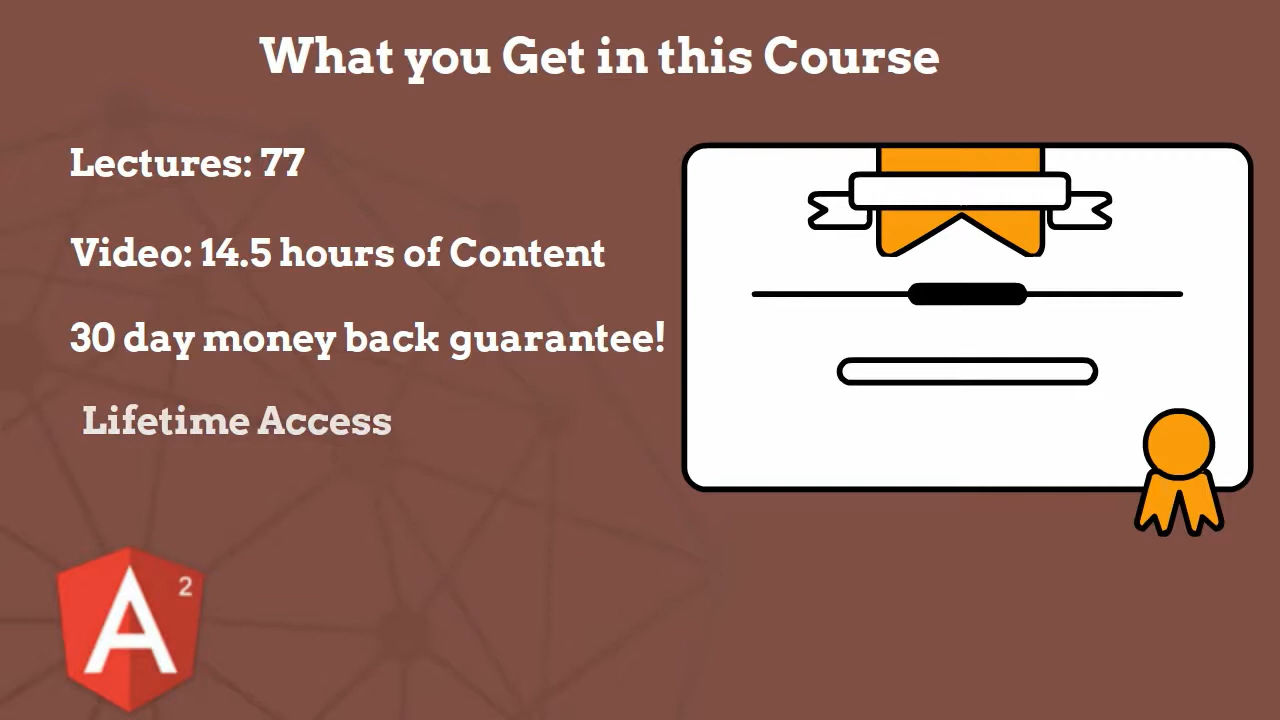 What you Get in this Course
Lectures: 77
Video: 14.5 hours of Content
30 day money back guarantee!
Lifetime Access
A 2